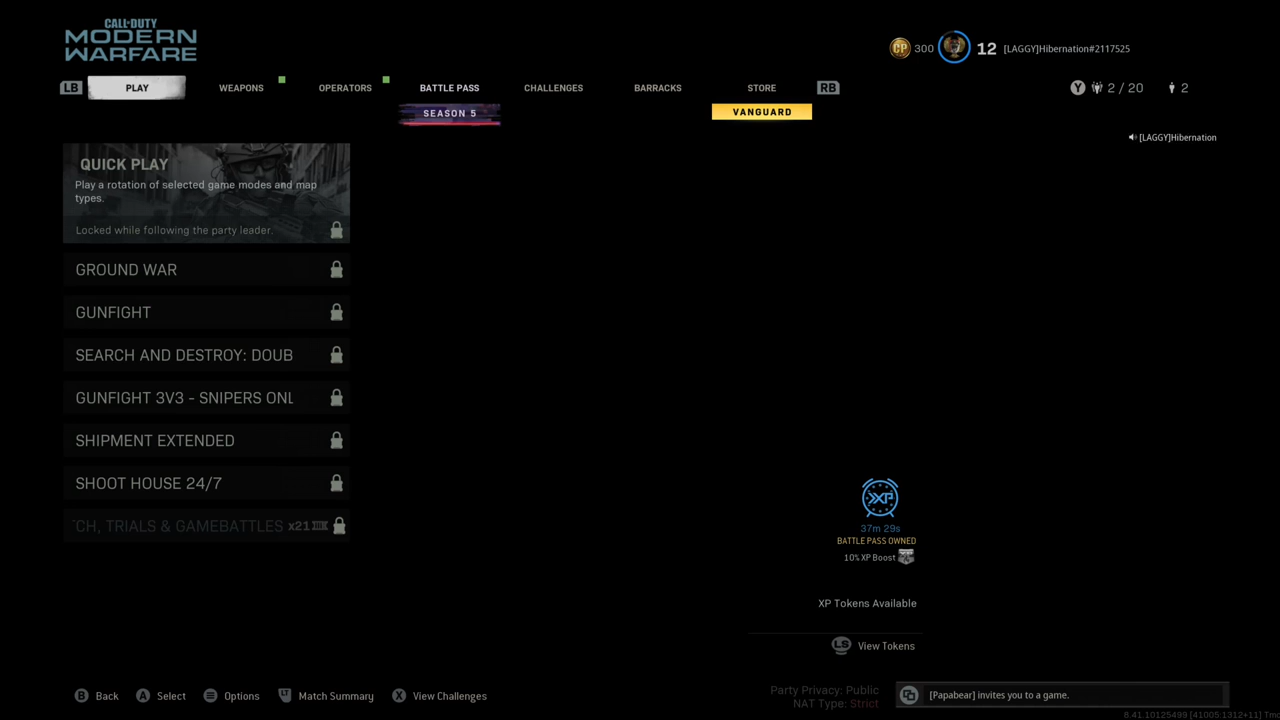 CALL OF DUTY
MODERN
WARFARE
CP 300 12 [LAGGY]Hibernation#2117525
LB PLAY WEAPONS OPERATORS BATTLE PASS CHALLENGES BARRACKS STORE RB Y 2 / 20 2
SEASON 5 VANGUARD
[LAGGY]Hibernation
QUICK PLAY
Play a rotation of selected game modes and map
types.
Locked while following the party leader.
GROUND WAR
GUNFIGHT
SEARCH AND DESTROY: DOUB
GUNFIGHT 3V3 - SNIPERS ONL
SHIPMENT EXTENDED
SHOOT HOUSE 24/7
CH, TRIALS & GAMEBATTLES x21
XP
37m 29s
BATTLE PASS OWNED
10% XP Boost
XP Tokens Available
LS View Tokens
Party Privacy: Public
NAT Type: Strict
[Papabear] invites you to a game.
B Back A Select Options LT Match Summary X View Challenges